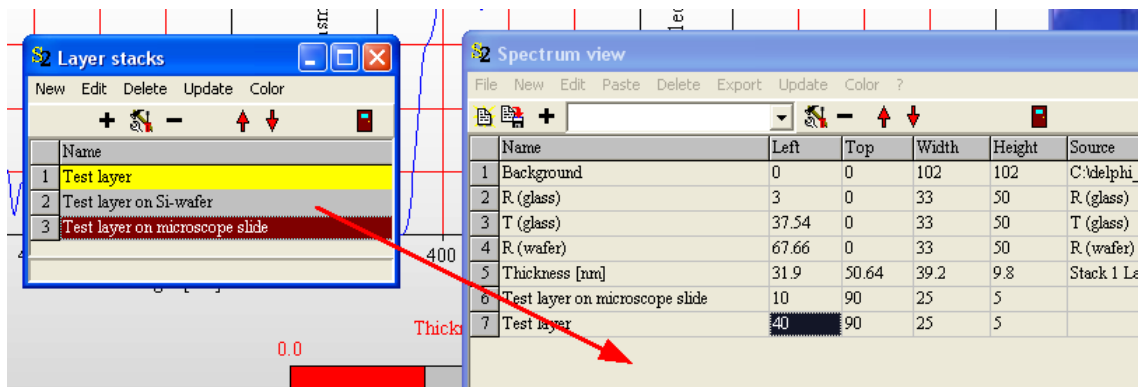 S2 Layer stacks
New Edit Delete Update Color
Name
1 Test layer
2 Test layer on Si-wafer
3 Test layer on microscope slide
S2 Spectrum view
File New Edit Paste Delete Export Update Color ?
Name Left Top Width Height Source
1 Background 0 0 102 102 C:\delphi_
2 R (glass) 3 0 33 50 R (glass)
3 T (glass) 37.54 0 33 50 T (glass)
4 R (wafer) 67.66 0 33 50 R (wafer)
5 Thickness [nm] 31.9 50.64 39.2 9.8 Stack 1 La
6 Test layer on microscope slide 10 90 25 5
7 Test layer 40 90 25 5
400
Thickn
0.0